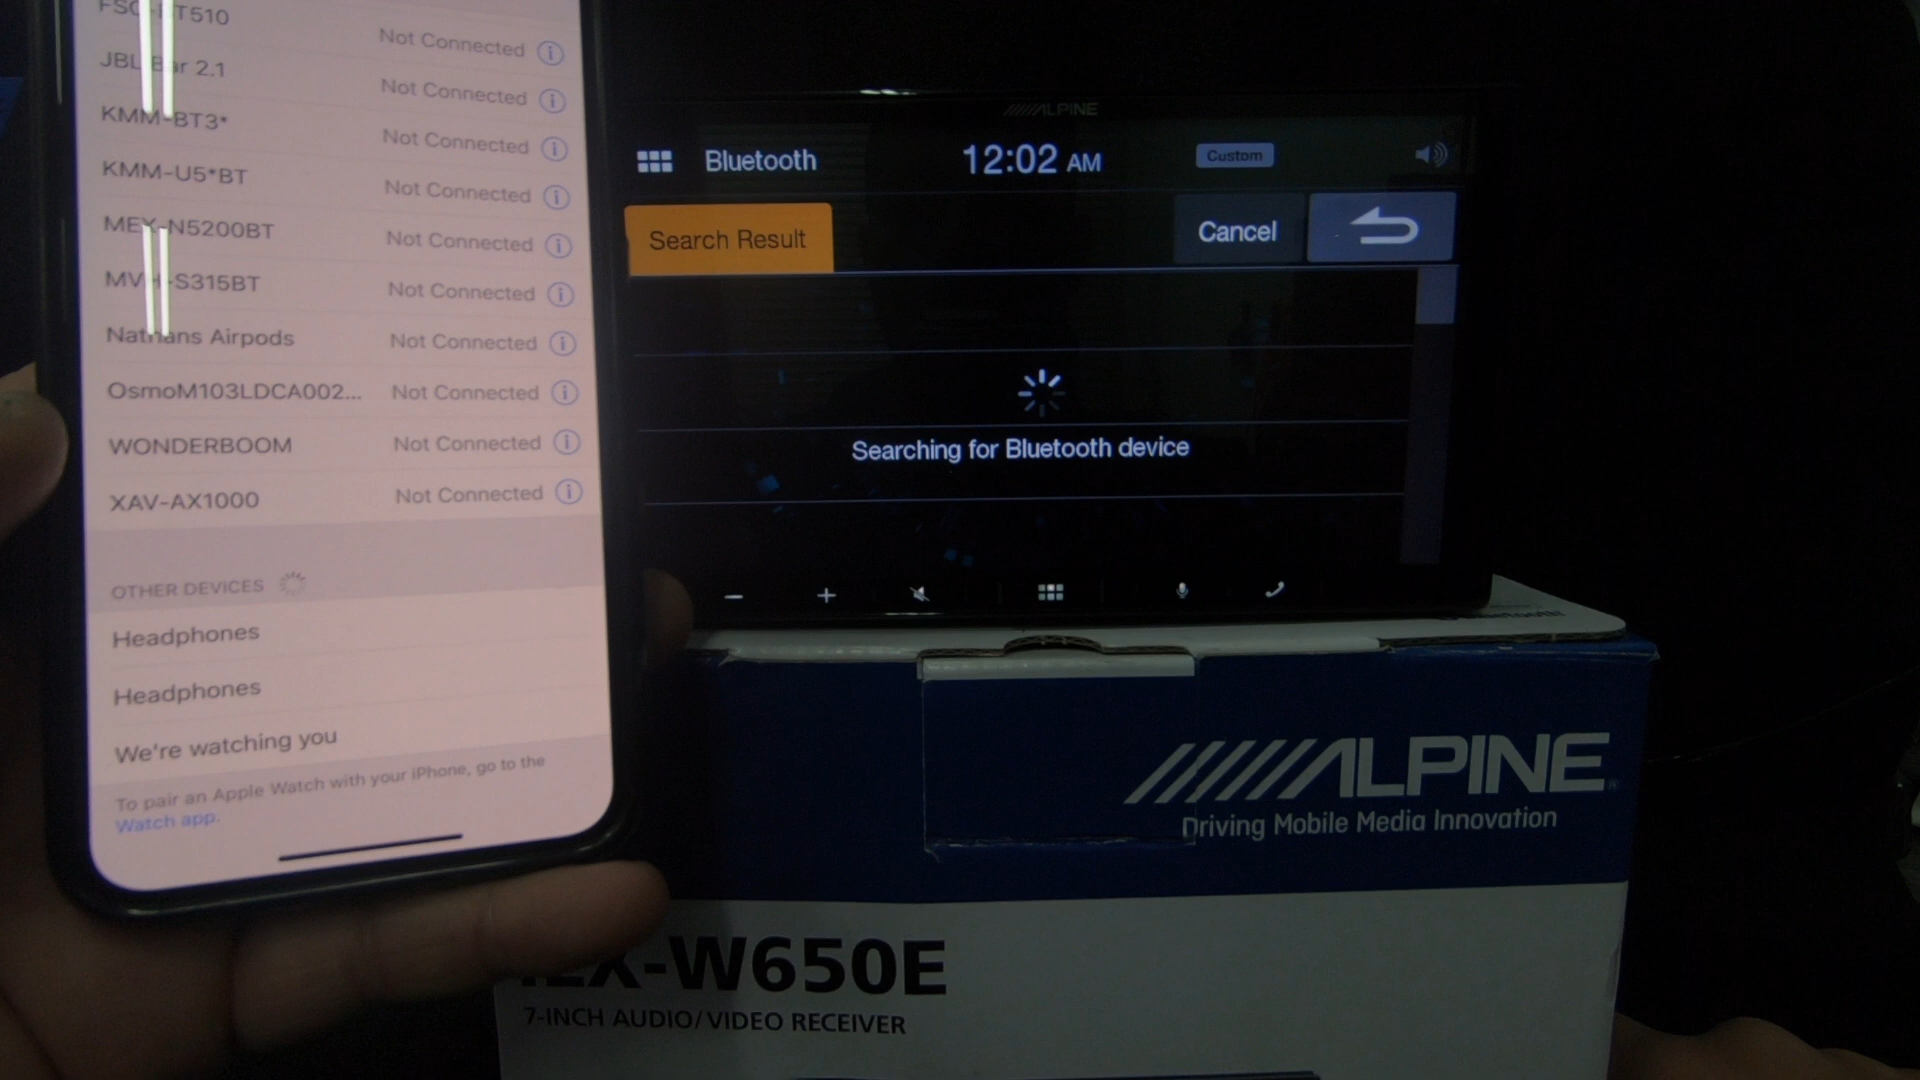 Not Connected
JBL Bar 2.1 Not Connected
KMM-BT3* Not Connected
KMM-U5*BT Not Connected
MEX-N5200BT Not Connected
MVH-S315BT Not Connected
Nathans Airpods Not Connected
OsmoM103LDCA002... Not Connected
WONDERBOOM Not Connected
XAV-AX1000 Not Connected
OTHER DEVICES
Headphones
Headphones
We're watching you
To pair an Apple Watch with your iPhone, go to the
Watch app.
ALPINE
Bluetooth 12:02 AM Custom
Search Result Cancel
Searching for Bluetooth device
ALPINE
Driving Mobile Media Innovation
-W650E
7-INCH AUDIO/VIDEO RECEIVER